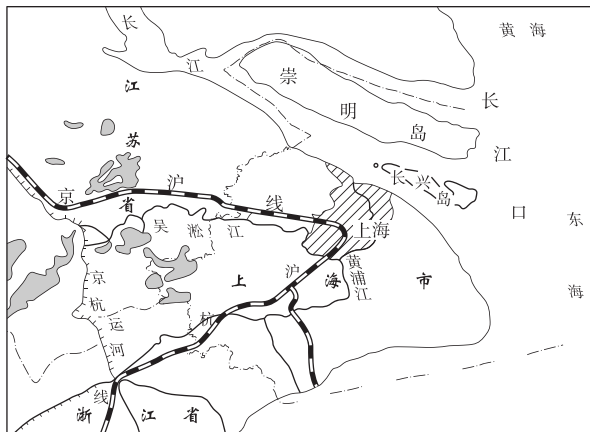 长江
黄海
江苏省
崇明岛
长江口
长兴岛
东海
京沪线
吴淞江
上海
上海市
黄浦江
京杭运河
沪杭线
浙江省